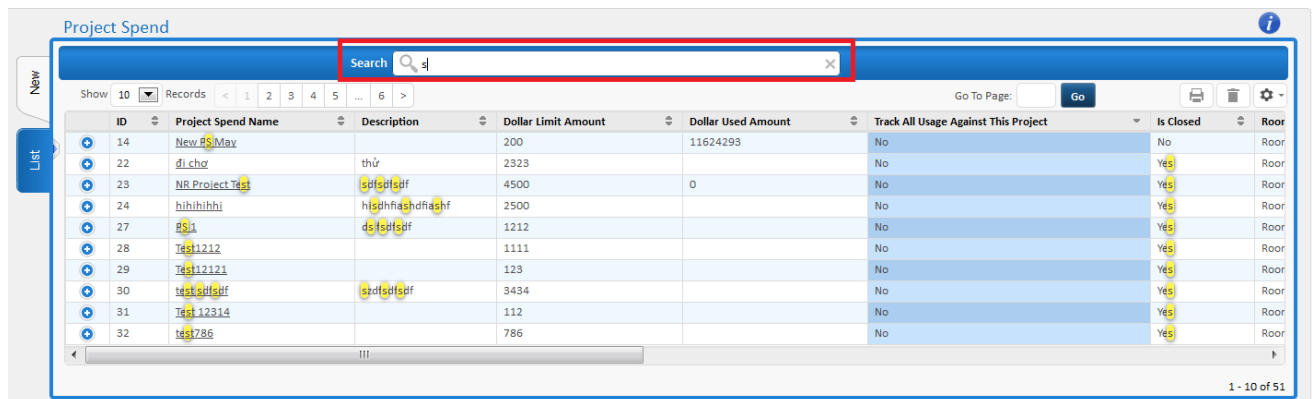 Project Spend
New
List
Search s
Show 10 Records < 1 2 3 4 5 ... 6 > Go To Page: Go
ID Project Spend Name Description Dollar Limit Amount Dollar Used Amount Track All Usage Against This Project Is Closed Roor
14 New PS May 200 11624293 No No Roor
22 đi chơ thử 2323 No Yes Roor
23 NR Project Test sdfsdfsdf 4500 0 No Yes Roor
24 hihihihhi hisdhfiashdfiashf 2500 No Yes Roor
27 PS 1 1212 No Yes Roor
28 Test1212 1111 No Yes Roor
29 Test12121 123 No Yes Roor
30 test sdfsdf szdfsdfsdf 3434 No Yes Roor
31 Test 12314 112 No Yes Roor
32 test786 786 No Yes Roor
1 - 10 of 51